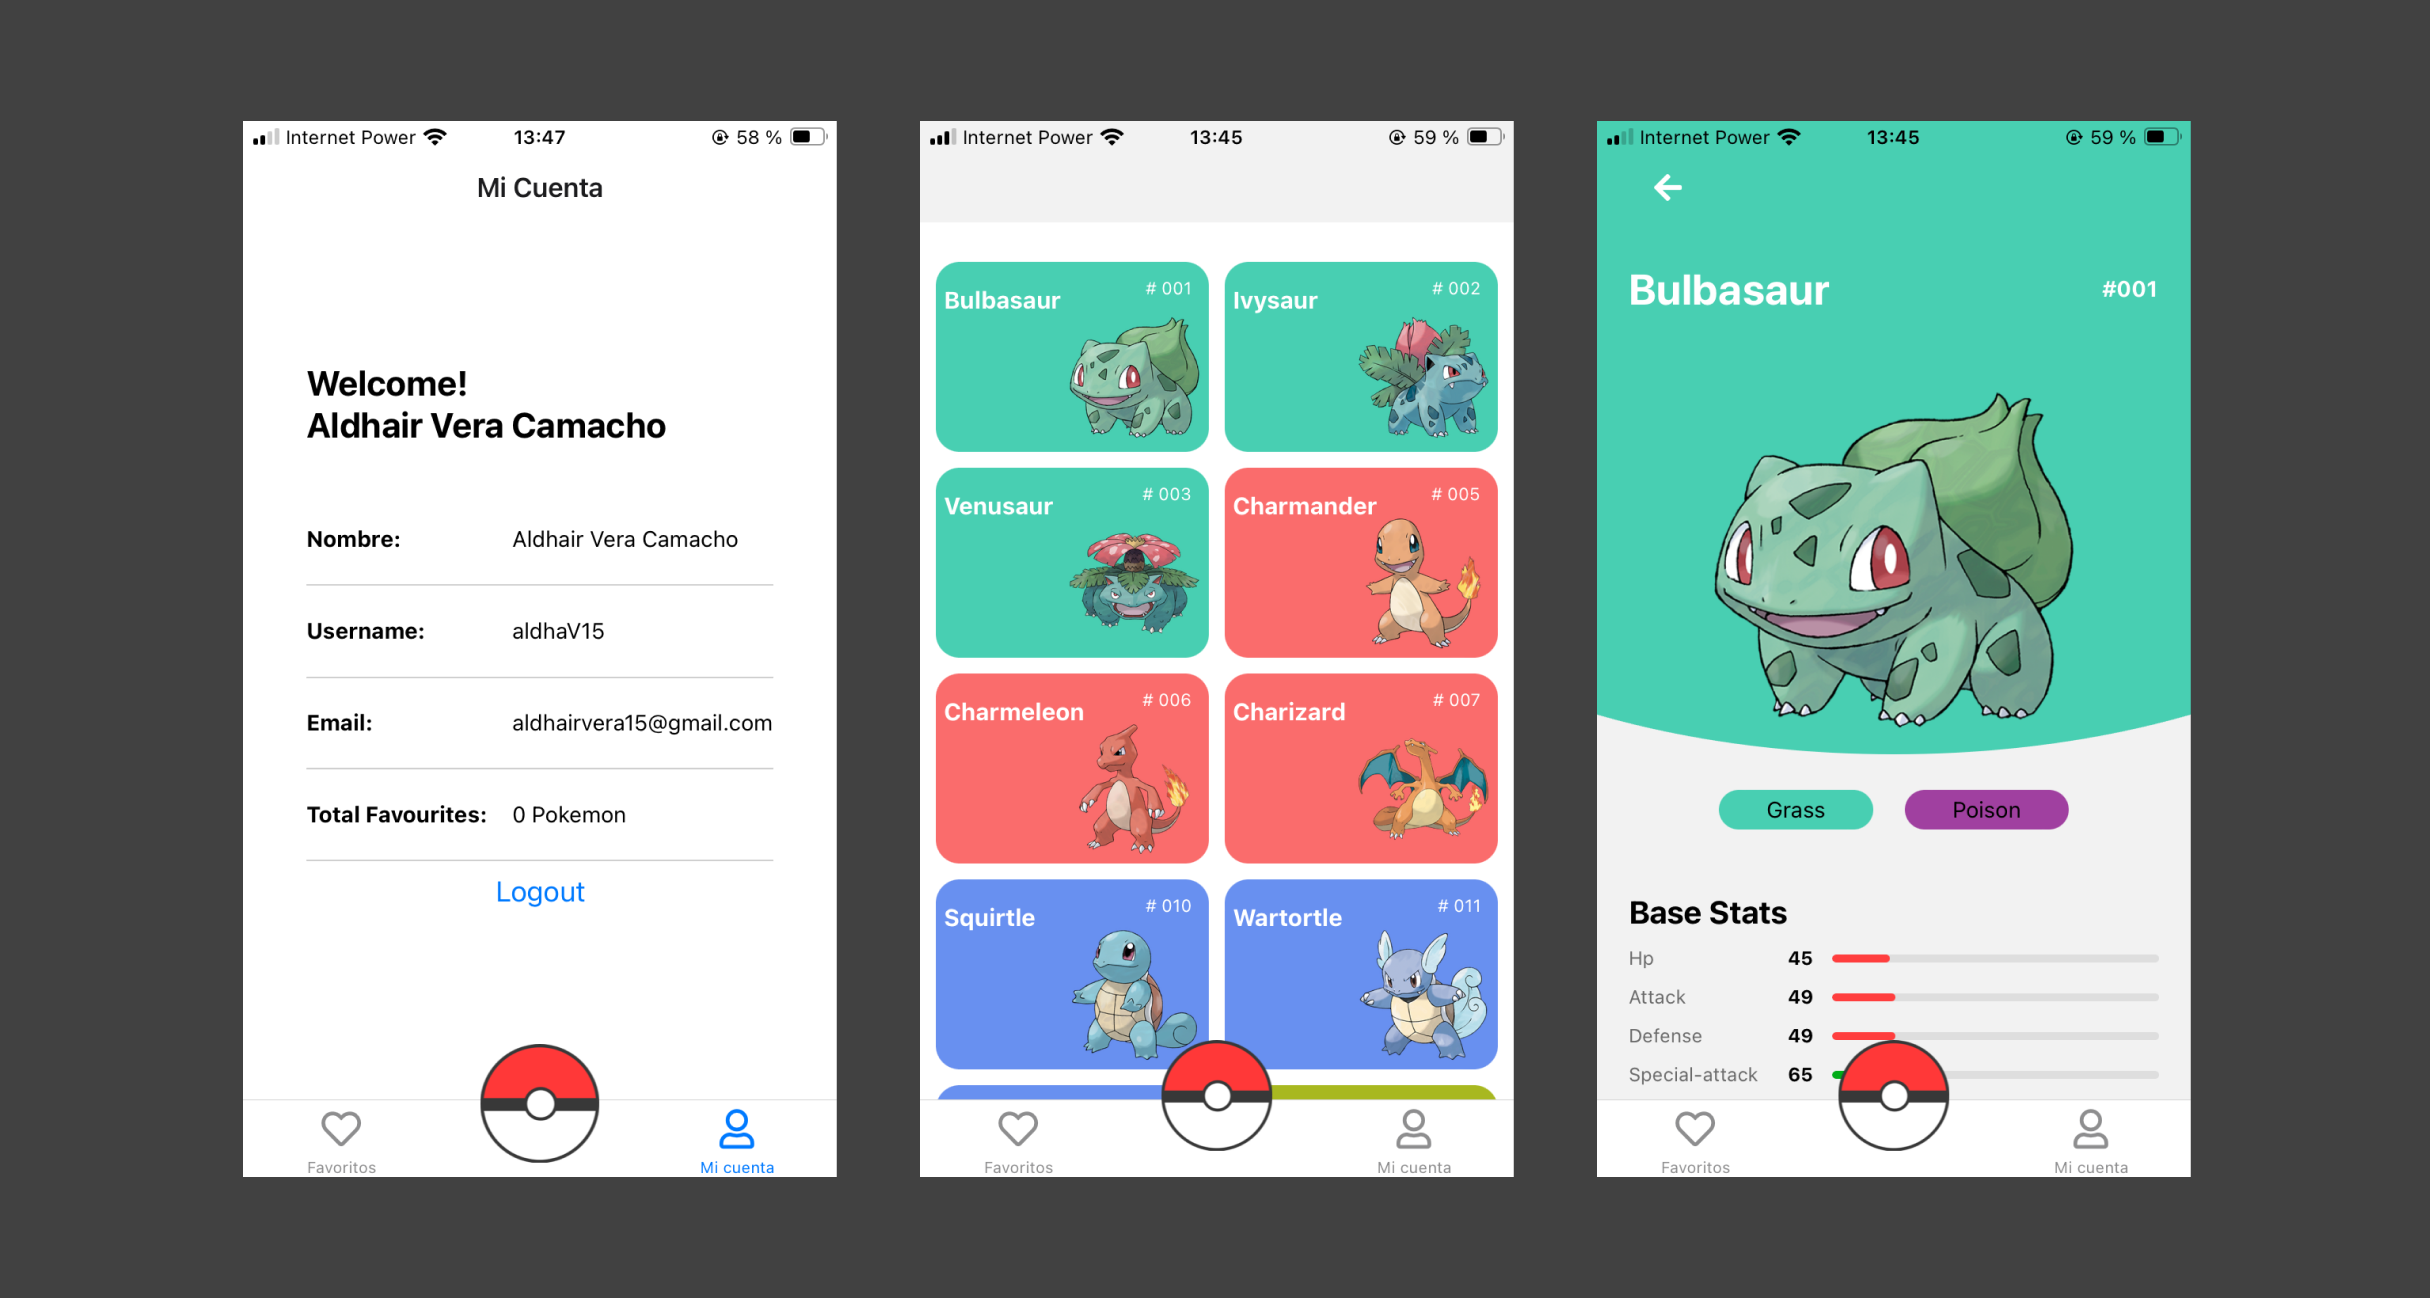 Internet Power 13:47 58 %
Mi Cuenta
Welcome!
Aldhair Vera Camacho
Nombre: Aldhair Vera Camacho
Username: aldhaV15
Email: aldhairvera15@gmail.com
Total Favourites: 0 Pokemon
Logout
Favoritos Mi cuenta
Internet Power 13:45 59 %
Bulbasaur # 001
Ivysaur # 002
Venusaur # 003
Charmander # 005
Charmeleon # 006
Charizard # 007
Squirtle # 010
Wartortle # 011
Favoritos Mi cuenta
Internet Power 13:45 59 %
Bulbasaur #001
Grass Poison
Base Stats
Hp 45
Attack 49
Defense 49
Special-attack 65
Favoritos Mi cuenta